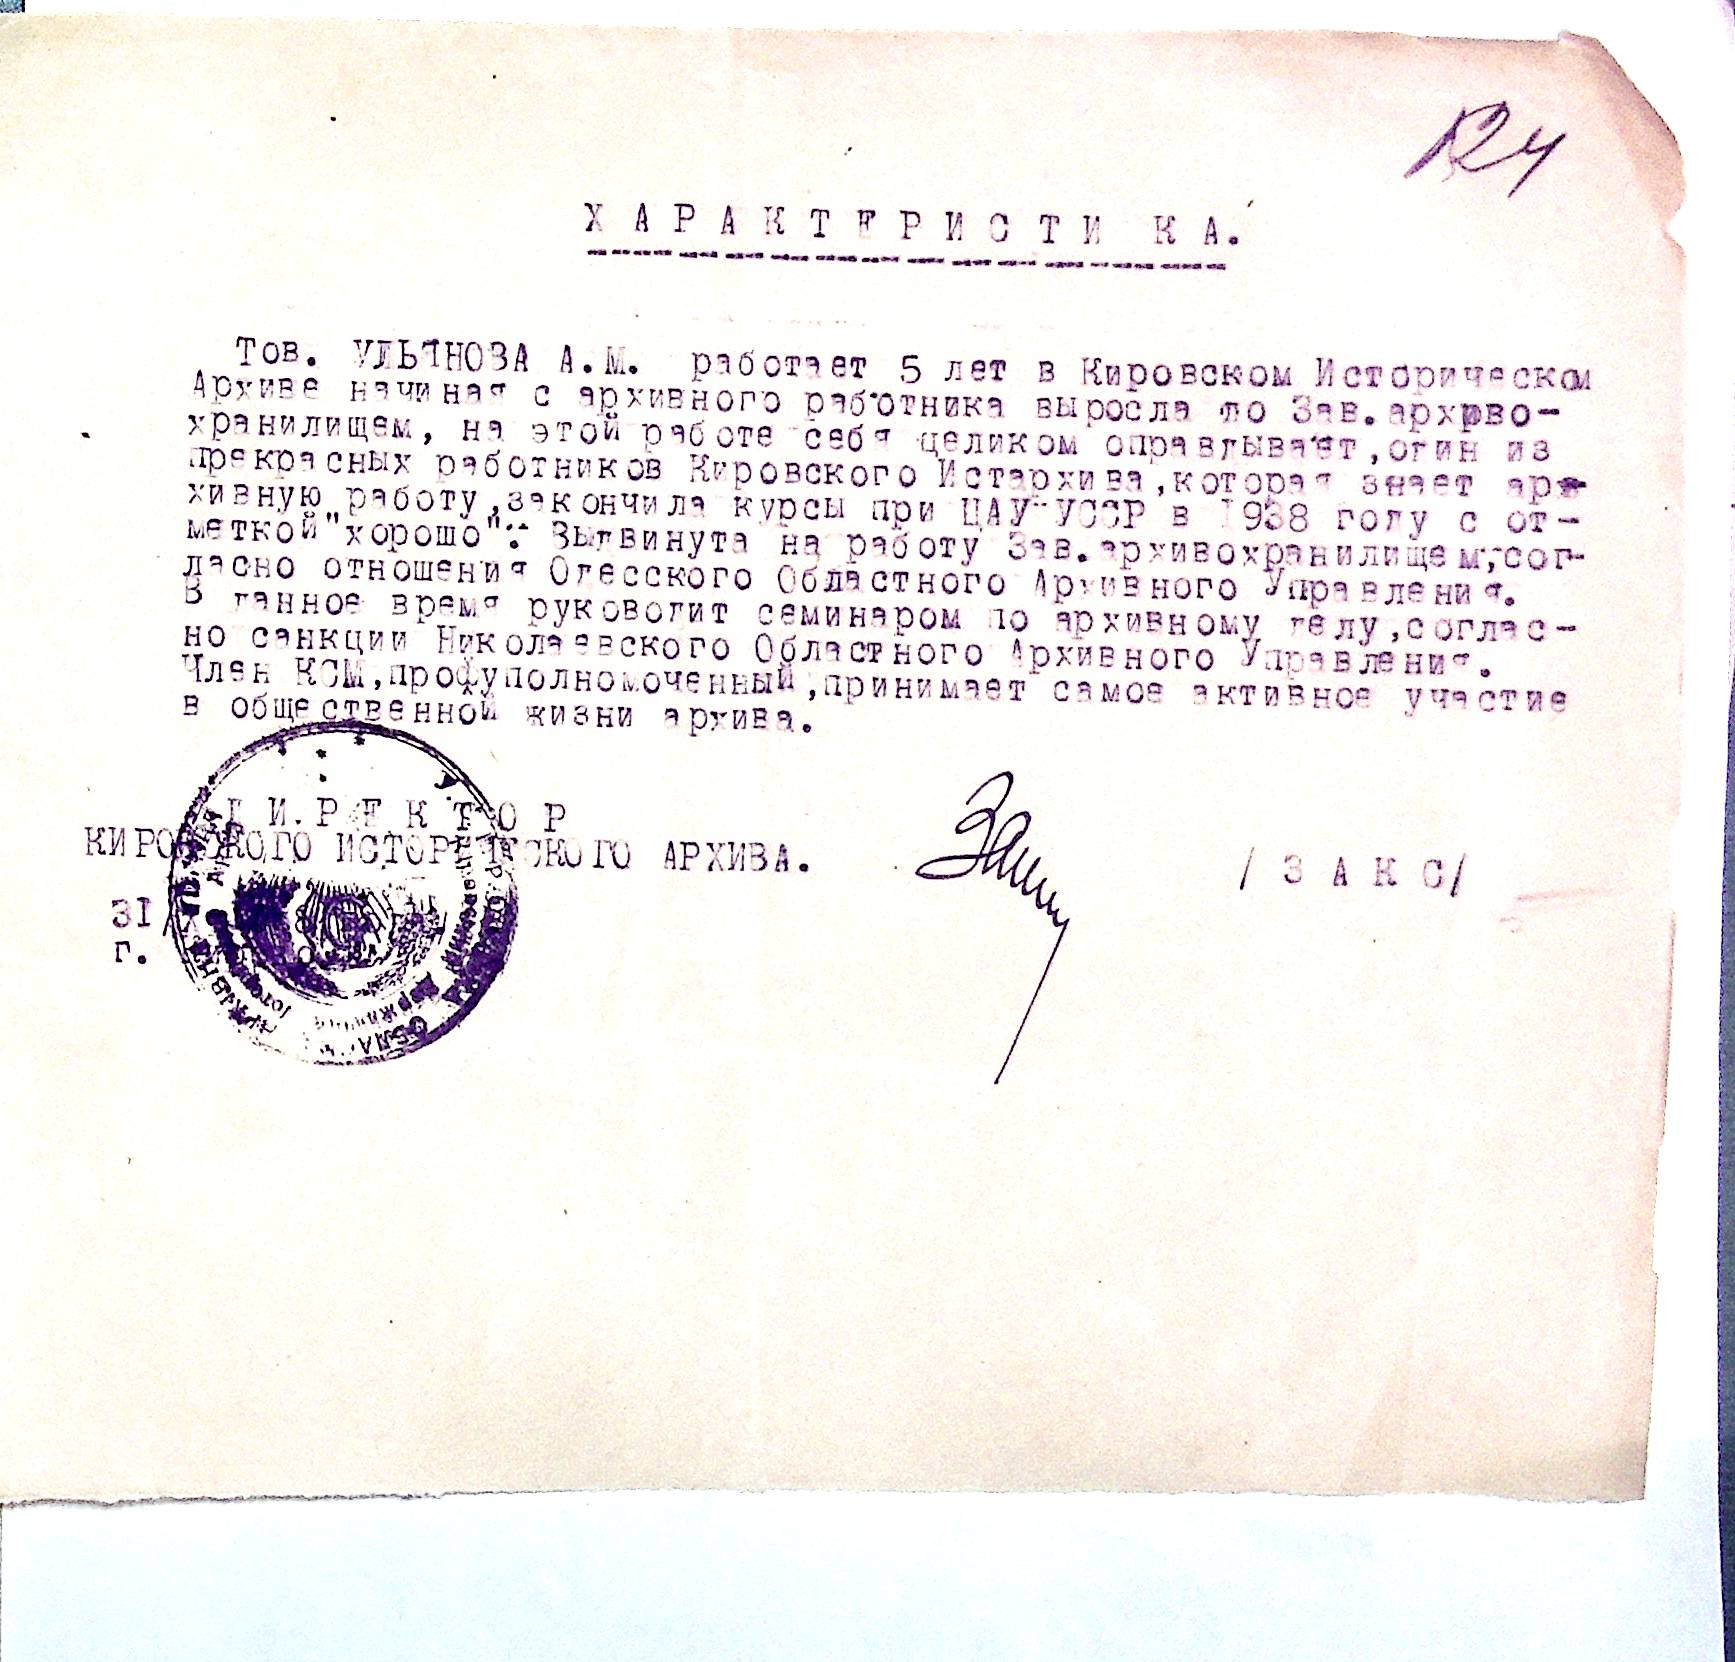 124
ХАРАКТЕРИСТИКА.
Тов. УЛЬЯНОВА А.М. работает 5 лет в Кировском Историческом
Архиве начиная с архивного работника выросла до Зав.архиво-
хранилищем, на этой работе себя целиком оправдывает,один из
прекрасных работников Кировского Истархива,которая знает ар-
хивную работу,закончила курсы при ЦАУ УССР в 1938 году с от-
меткой"хорошо". Выдвинута на работу Зав.архивохранилищем,сог-
ласно отношения Одесского Областного Архивного Управления.
В данное время руководит семинаром по архивному делу,соглас-
но санкции Николаевского Областного Архивного Управления.
Член КСМ,профуполномоченный,принимает самое активное участие
в общественной жизни архива.
ДИРЕКТОР
КИРОВСКОГО ИСТОРИЧЕСКОГО АРХИВА.
/ЗАКС/
31/
г.